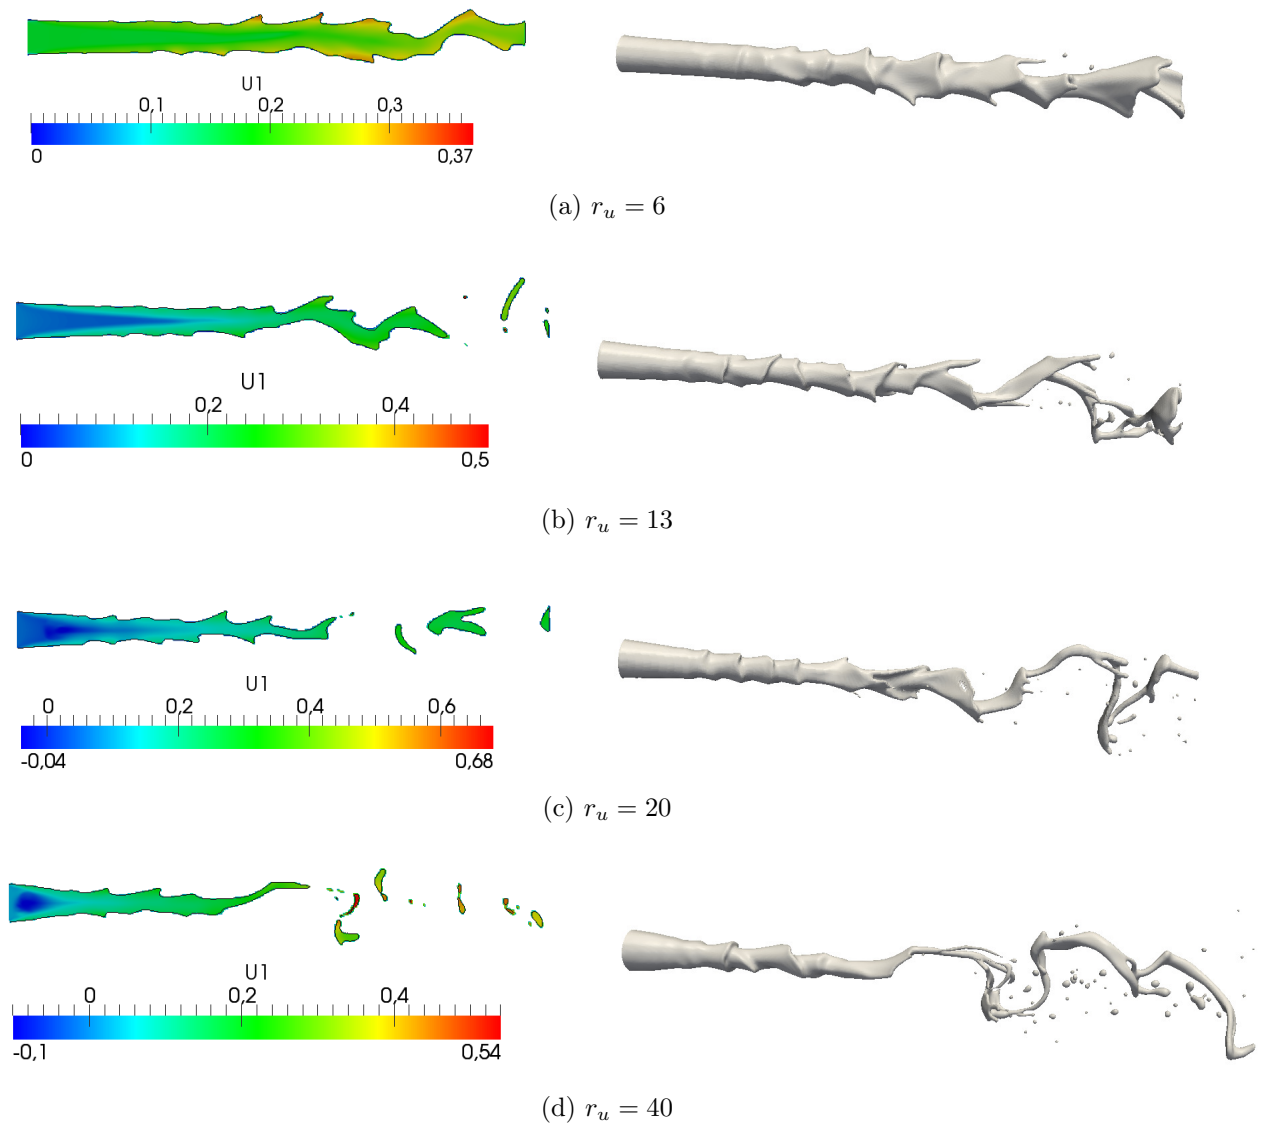 U1
0,1 0,2 0,3
0 0,37
(a) r_u = 6
U1
0,2 0,4
0 0,5
(b) r_u = 13
U1
0 0,2 0,4 0,6
-0,04 0,68
(c) r_u = 20
U1
0 0,2 0,4
-0,1 0,54
(d) r_u = 40